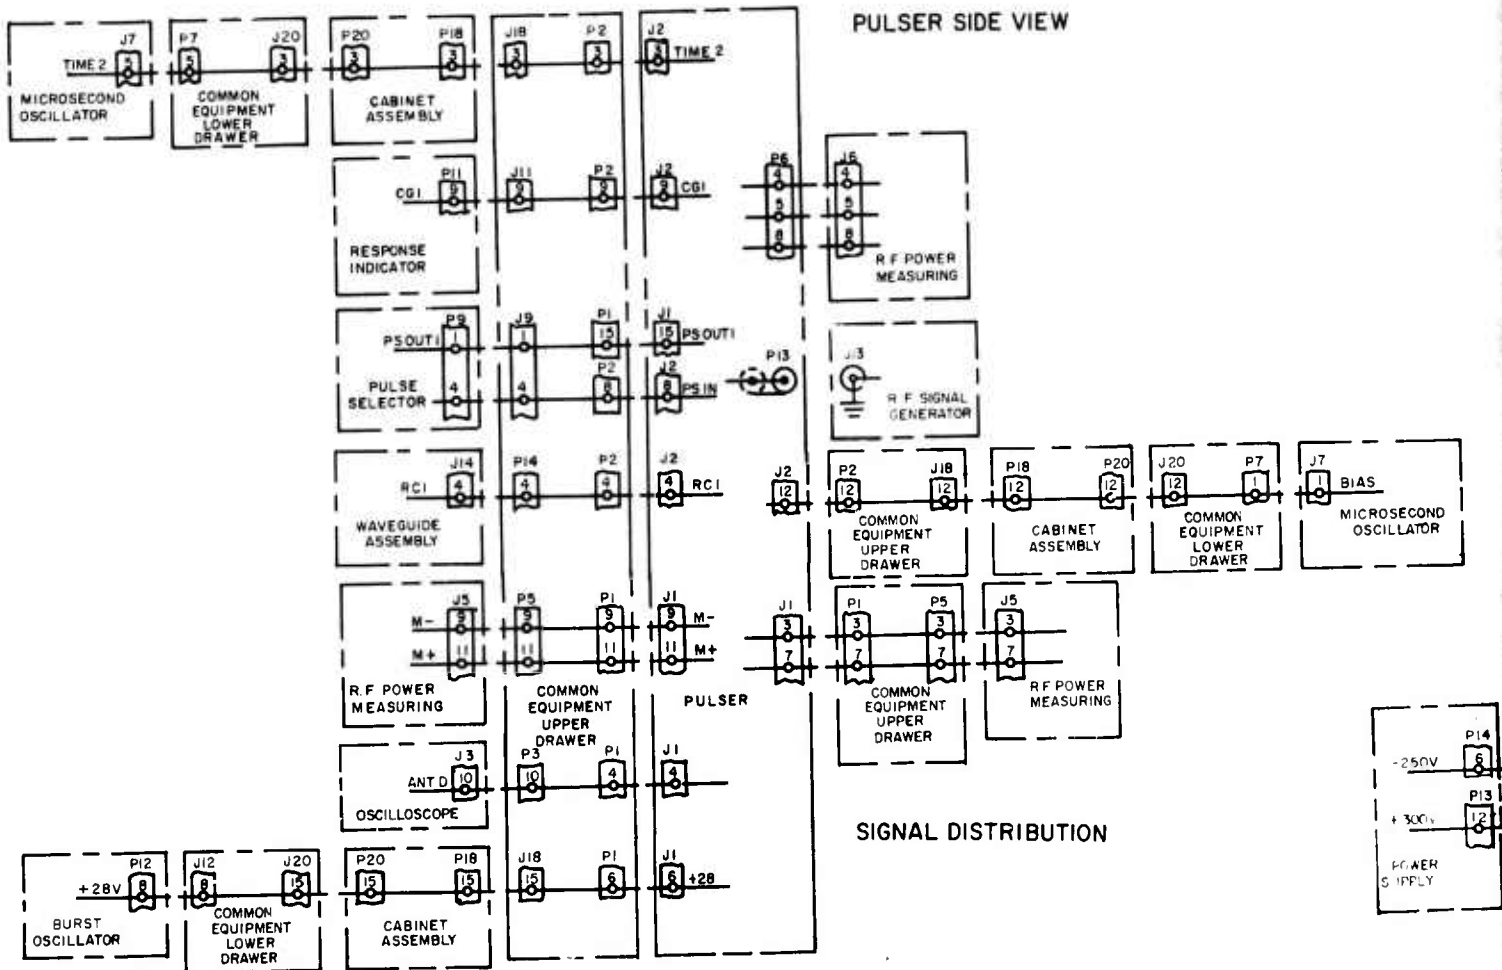 PULSER SIDE VIEW
J7 P7 J20 P20 P18 J18 P2 J2
TIME 2 5 5 3 3 3 3 3 TIME 2
MICROSECOND
OSCILLATOR
COMMON
EQUIPMENT
LOWER
DRAWER
CABINET
ASSEMBLY
P11 J11 P2 J2
CG1 9 9 9 9 CG1
RESPONSE
INDICATOR
P6 J6
4 4
5 5
8 8
R F POWER
MEASURING
P9 J9 P1 J1
PS OUT1 1 1 15 15 PS OUT1
P2 J2
4 4 8 8 PS IN
PULSE
SELECTOR
P13 J13
R F SIGNAL
GENERATOR
J14 P14 P2 J2
RC1 4 4 4 4 RC1
WAVEGUIDE
ASSEMBLY
J2 P2 J18 P18 P20 J20 P7 J7
12 12 12 12 12 12 1 1 BIAS
COMMON
EQUIPMENT
UPPER
DRAWER
CABINET
ASSEMBLY
COMMON
EQUIPMENT
LOWER
DRAWER
MICROSECOND
OSCILLATOR
J5 P5 P1 J1
M- 9 9 9 9 M-
M+ 11 11 11 11 M+
R.F POWER
MEASURING
COMMON
EQUIPMENT
UPPER
DRAWER
PULSER
J1 P1 P5 J5
3 3 3 3
7 7 7 7
COMMON
EQUIPMENT
UPPER
DRAWER
R F POWER
MEASURING
J3 P3 P1 J1
ANT D 10 10 4 4
OSCILLOSCOPE
SIGNAL DISTRIBUTION
P14
-250V 6
P13
+300V 12
POWER
SUPPLY
P12 J12 J20 P20 P18 J18 P1 J1
+28V 8 8 15 15 15 15 6 6 +28
BURST
OSCILLATOR
COMMON
EQUIPMENT
LOWER
DRAWER
CABINET
ASSEMBLY